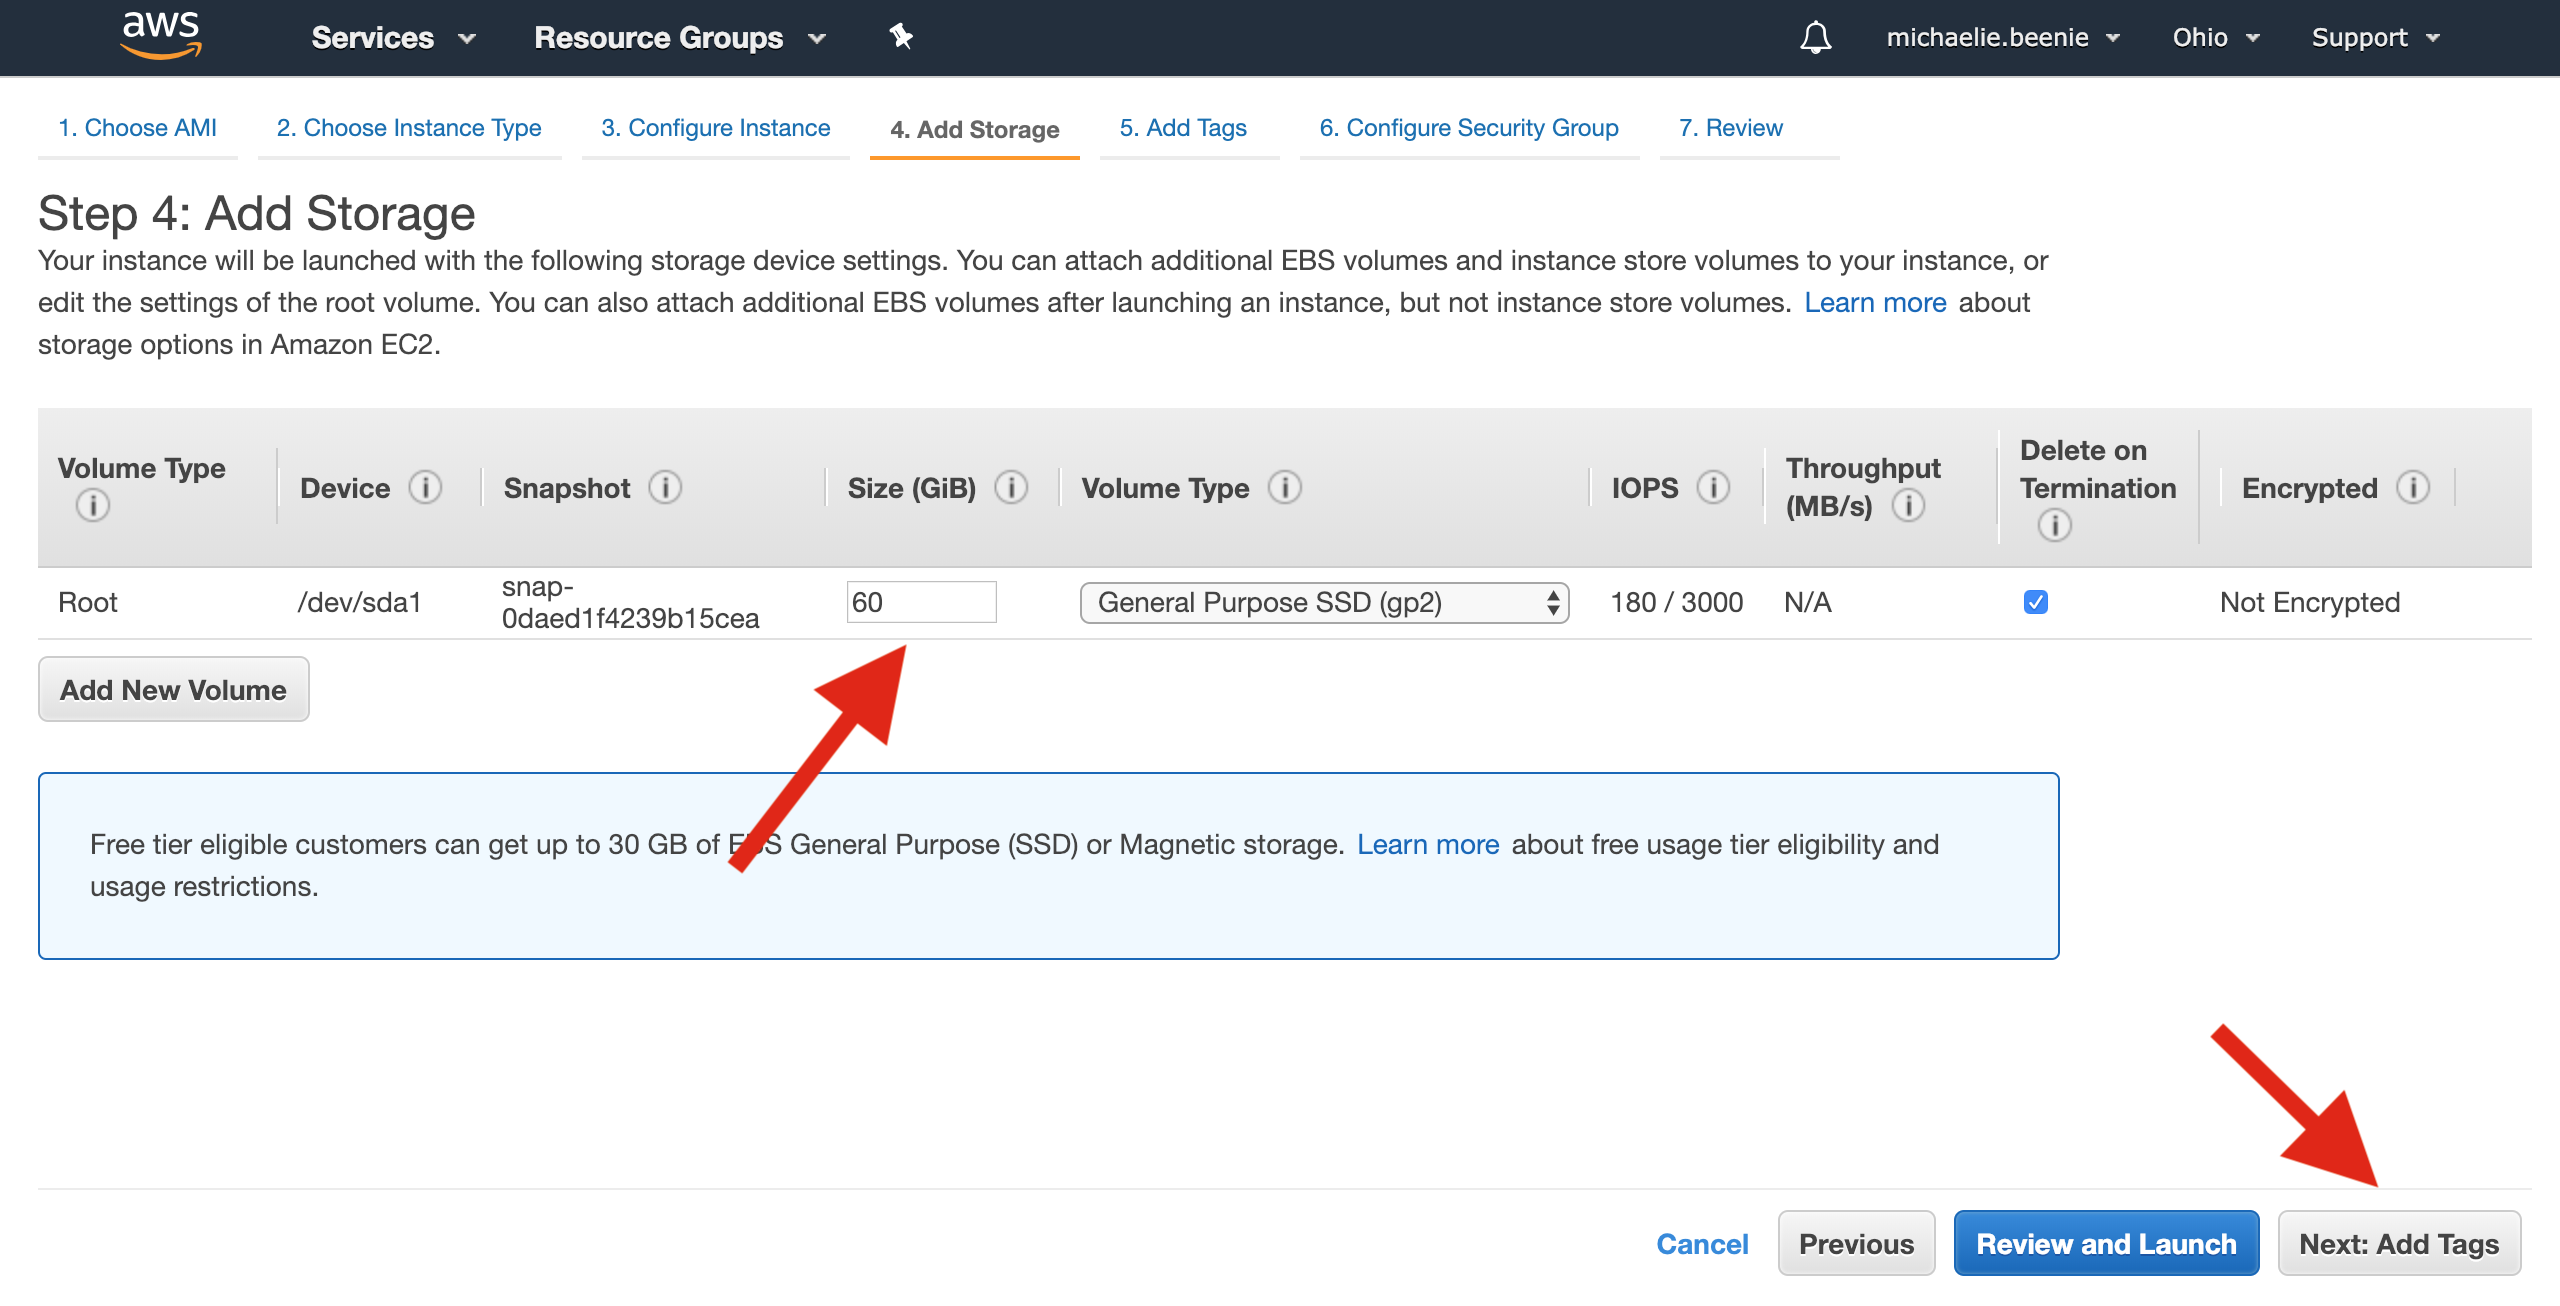 aws Services Resource Groups michaelie.beenie Ohio Support
1. Choose AMI 2. Choose Instance Type 3. Configure Instance 4. Add Storage 5. Add Tags 6. Configure Security Group 7. Review
Step 4: Add Storage
Your instance will be launched with the following storage device settings. You can attach additional EBS volumes and instance store volumes to your instance, or
edit the settings of the root volume. You can also attach additional EBS volumes after launching an instance, but not instance store volumes. Learn more about
storage options in Amazon EC2.
Volume Type
Device
Snapshot
Size (GiB)
Volume Type
IOPS
Throughput
(MB/s)
Delete on
Termination
Encrypted
Root
/dev/sda1
snap-
0daed1f4239b15cea
60
General Purpose SSD (gp2)
180 / 3000
N/A
Not Encrypted
Add New Volume
Free tier eligible customers can get up to 30 GB of EBS General Purpose (SSD) or Magnetic storage. Learn more about free usage tier eligibility and
usage restrictions.
Cancel Previous Review and Launch Next: Add Tags